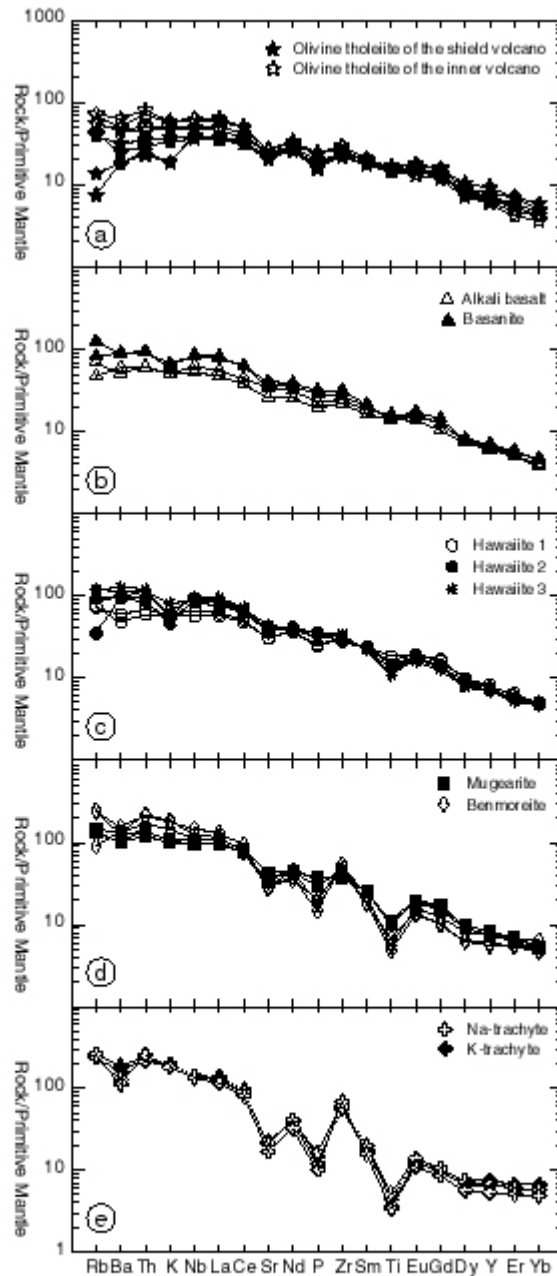 1000
Olivine tholeiite of the shield volcano
Olivine tholeiite of the inner volcano
100
Rock/Primitive Mantle
10
a
Alkali basalt
Basanite
100
Rock/Primitive Mantle
10
b
Hawaiite 1
Hawaiite 2
Hawaiite 3
100
Rock/Primitive Mantle
10
c
Mugearite
Benmoreite
100
Rock/Primitive Mantle
10
d
Na-trachyte
K-trachyte
100
Rock/Primitive Mantle
10
e
1
Rb Ba Th K Nb La Ce Sr Nd P Zr Sm Ti Eu Gd Dy Y Er Yb